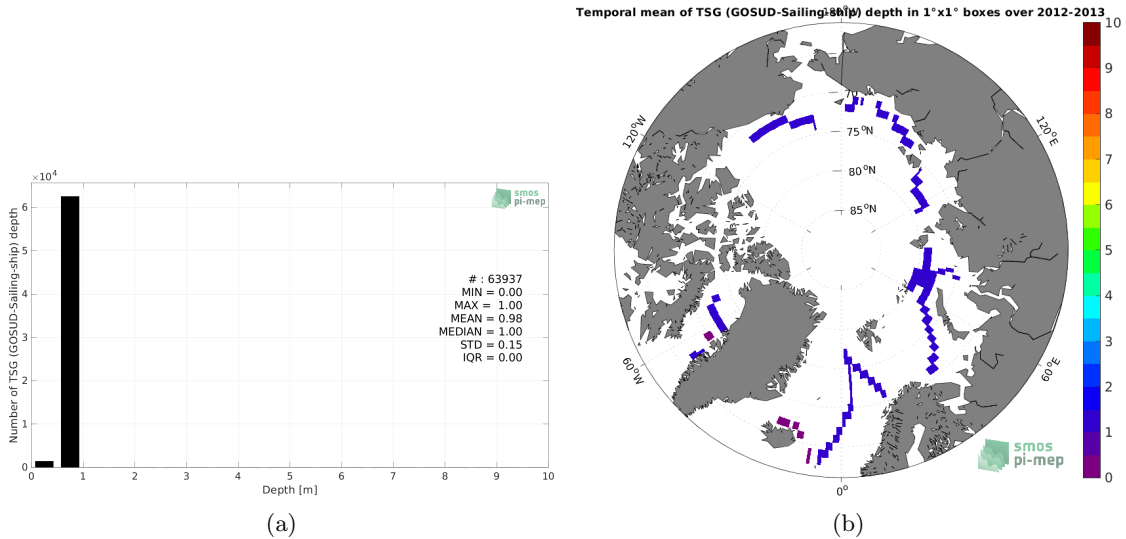 ×10⁴
6
5
4
3
2
1
0
Number of TSG (GOSUD-Sailing-ship) depth
smos
pi-mep
# : 63937
MIN = 0.00
MAX = 1.00
MEAN = 0.98
MEDIAN = 1.00
STD = 0.15
IQR = 0.00
0 1 2 3 4 5 6 7 8 9 10
Depth [m]
(a)
Temporal mean of TSG (GOSUD-Sailing-ship) depth in 1°x1° boxes over 2012-2013
120°W
120°E
75°N
80°N
85°N
60°W
60°E
0°
smos
pi-mep
10
9
8
7
6
5
4
3
2
1
0
(b)